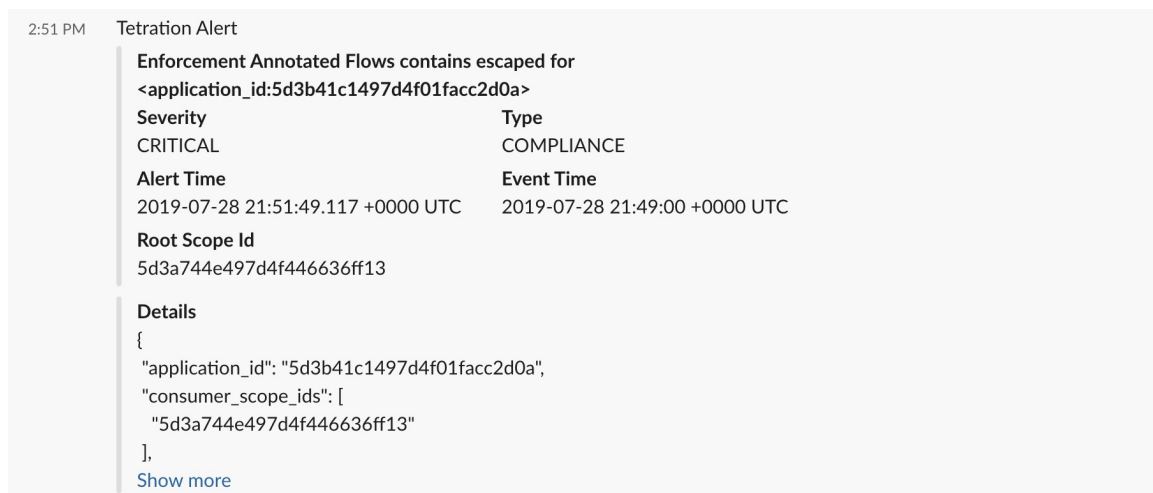 2:51 PM Tetration Alert
Enforcement Annotated Flows contains escaped for
<application_id:5d3b41c1497d4f01facc2d0a>
Severity Type
CRITICAL COMPLIANCE
Alert Time Event Time
2019-07-28 21:51:49.117 +0000 UTC 2019-07-28 21:49:00 +0000 UTC
Root Scope Id
5d3a744e497d4f446636ff13
Details
{
"application_id": "5d3b41c1497d4f01facc2d0a",
"consumer_scope_ids": [
"5d3a744e497d4f446636ff13"
],
Show more